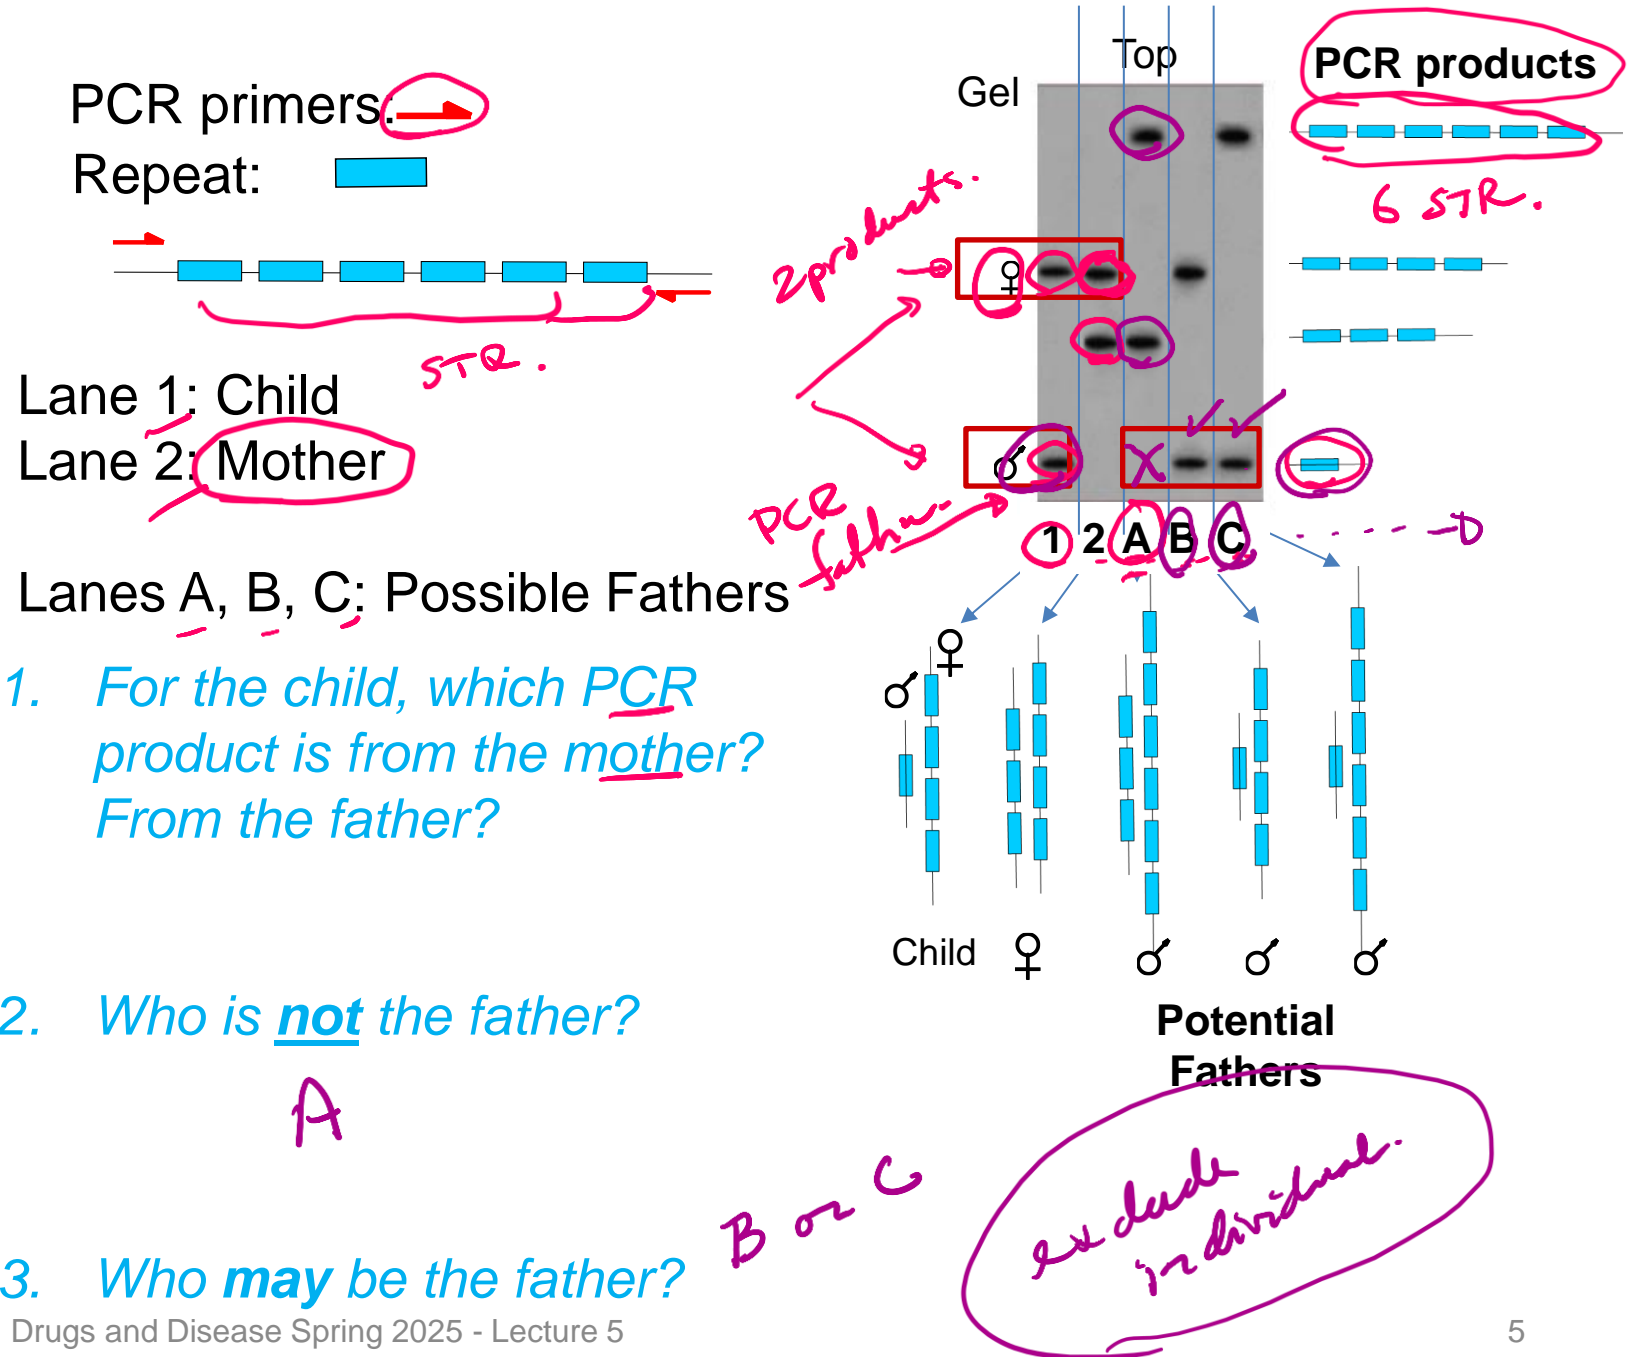 Top
Gel
PCR products
PCR primers:
Repeat:
6 STR.
2 products.
♀
STR.
Lane 1: Child
Lane 2: Mother
♂
X
PCR
father.
1 2 A B C
Lanes A, B, C: Possible Fathers
♂ ♀
1. For the child, which PCR
product is from the mother?
From the father?
Child ♀ ♂ ♂ ♂
Potential
Fathers
2. Who is not the father?
A
B or C
exclude
individual.
3. Who may be the father?
Drugs and Disease Spring 2025 - Lecture 5
5